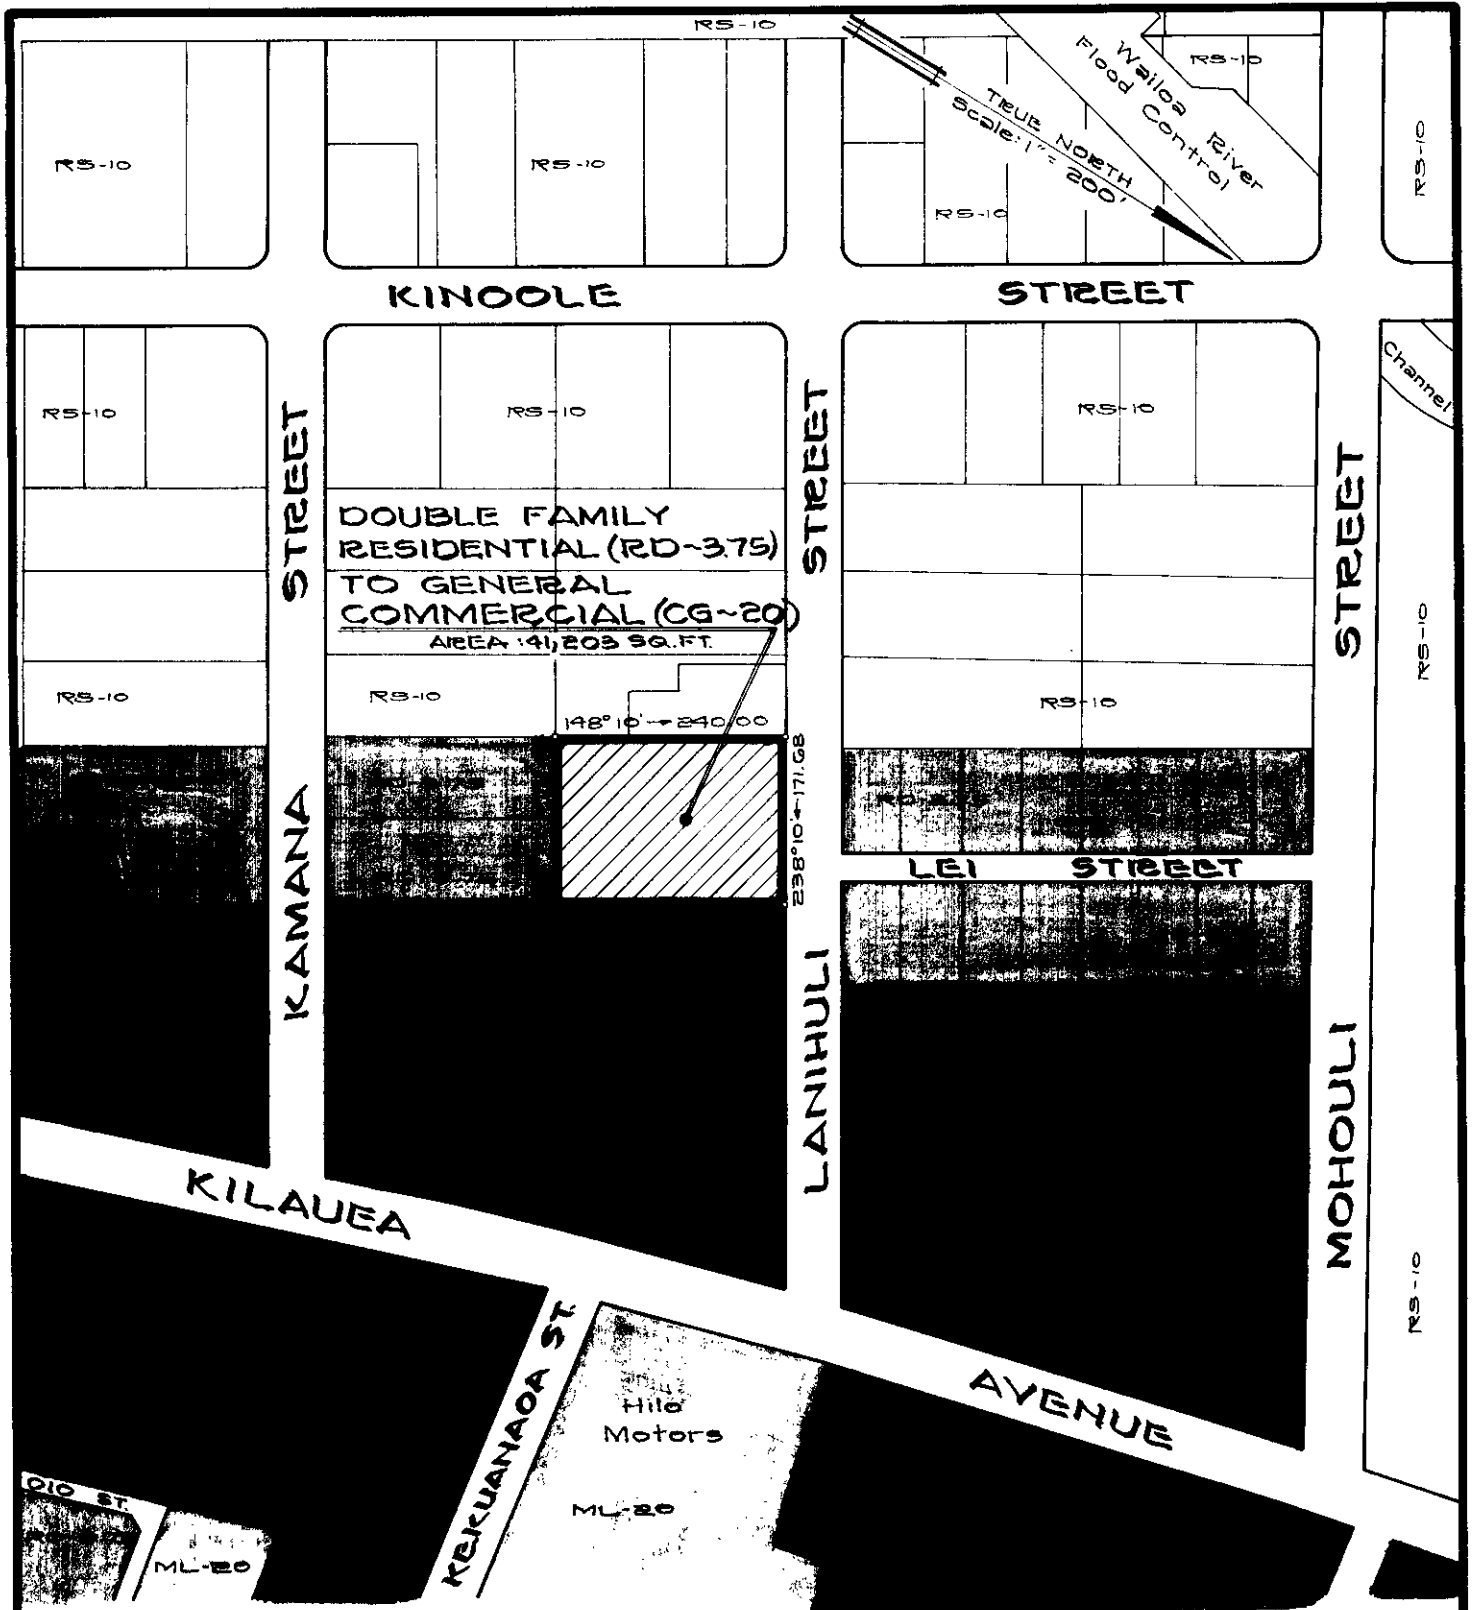 RS-10
Wailoa River
Flood Control
RS-10
TRUE NORTH
Scale: 1" = 200'
RS-10
RS-10
RS-10
RS-10
KINOOLE STREET
Channel
RS-10
RS-10
RS-10
STREET
STREET
STREET
DOUBLE FAMILY
RESIDENTIAL (RD~3.75)
TO GENERAL
COMMERCIAL (CG~20)
AREA : 41,203 SQ. FT.
RS-10
RS-10
RS-10
RS-10
RS-10
148°10' 240.00
238°10' 171.68
LEI STREET
KAMANA
LANIHULI
MOHOULI
KILAUEA
AVENUE
RS-10
KEKUANAOA ST.
Hilo
Motors
ML-20
OIO ST.
ML-20